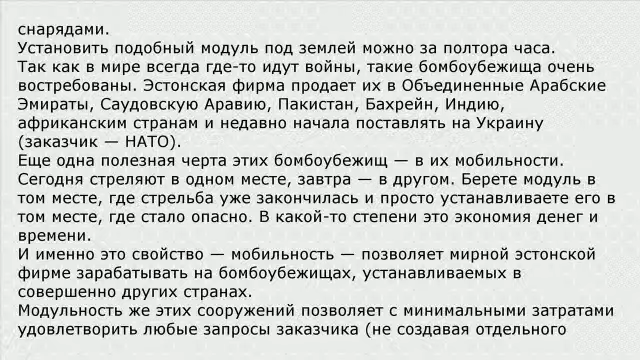 снарядами.
Установить подобный модуль под землей можно за полтора часа.
Так как в мире всегда где-то идут войны, такие бомбоубежища очень
востребованы. Эстонская фирма продает их в Объединенные Арабские
Эмираты, Саудовскую Аравию, Пакистан, Бахрейн, Индию,
африканским странам и недавно начала поставлять на Украину
(заказчик — НАТО).
Еще одна полезная черта этих бомбоубежищ — в их мобильности.
Сегодня стреляют в одном месте, завтра — в другом. Берете модуль в
том месте, где стрельба уже закончилась и просто устанавливаете его в
том месте, где стало опасно. В какой-то степени это экономия денег и
времени.
И именно это свойство — мобильность — позволяет мирной эстонской
фирме зарабатывать на бомбоубежищах, устанавливаемых в
совершенно других странах.
Модульность же этих сооружений позволяет с минимальными затратами
удовлетворить любые запросы заказчика (не создавая отдельного